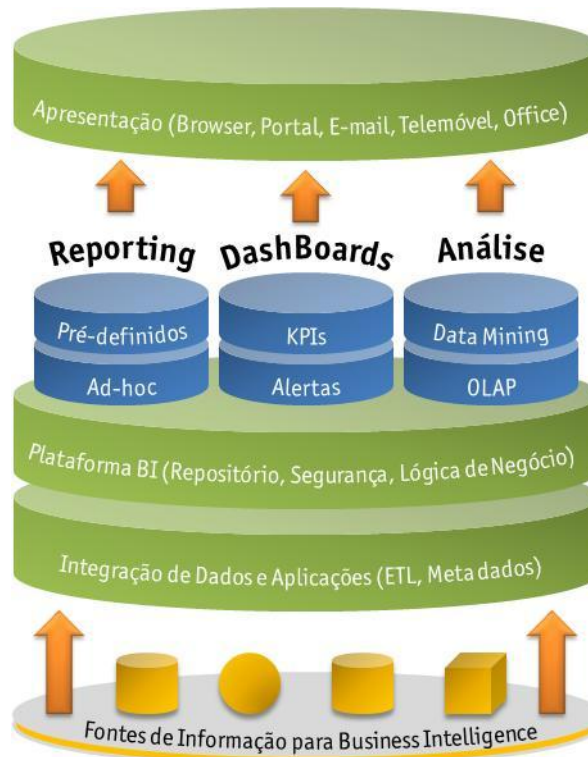 Apresentação (Browser, Portal, E-mail, Telemóvel, Office)
Reporting
DashBoards
Análise
Pré-definidos
KPIs
Data Mining
Ad-hoc
Alertas
OLAP
Plataforma BI (Repositório, Segurança, Lógica de Negócio)
Integração de Dados e Aplicações (ETL, Meta dados)
Fontes de Informação para Business Intelligence